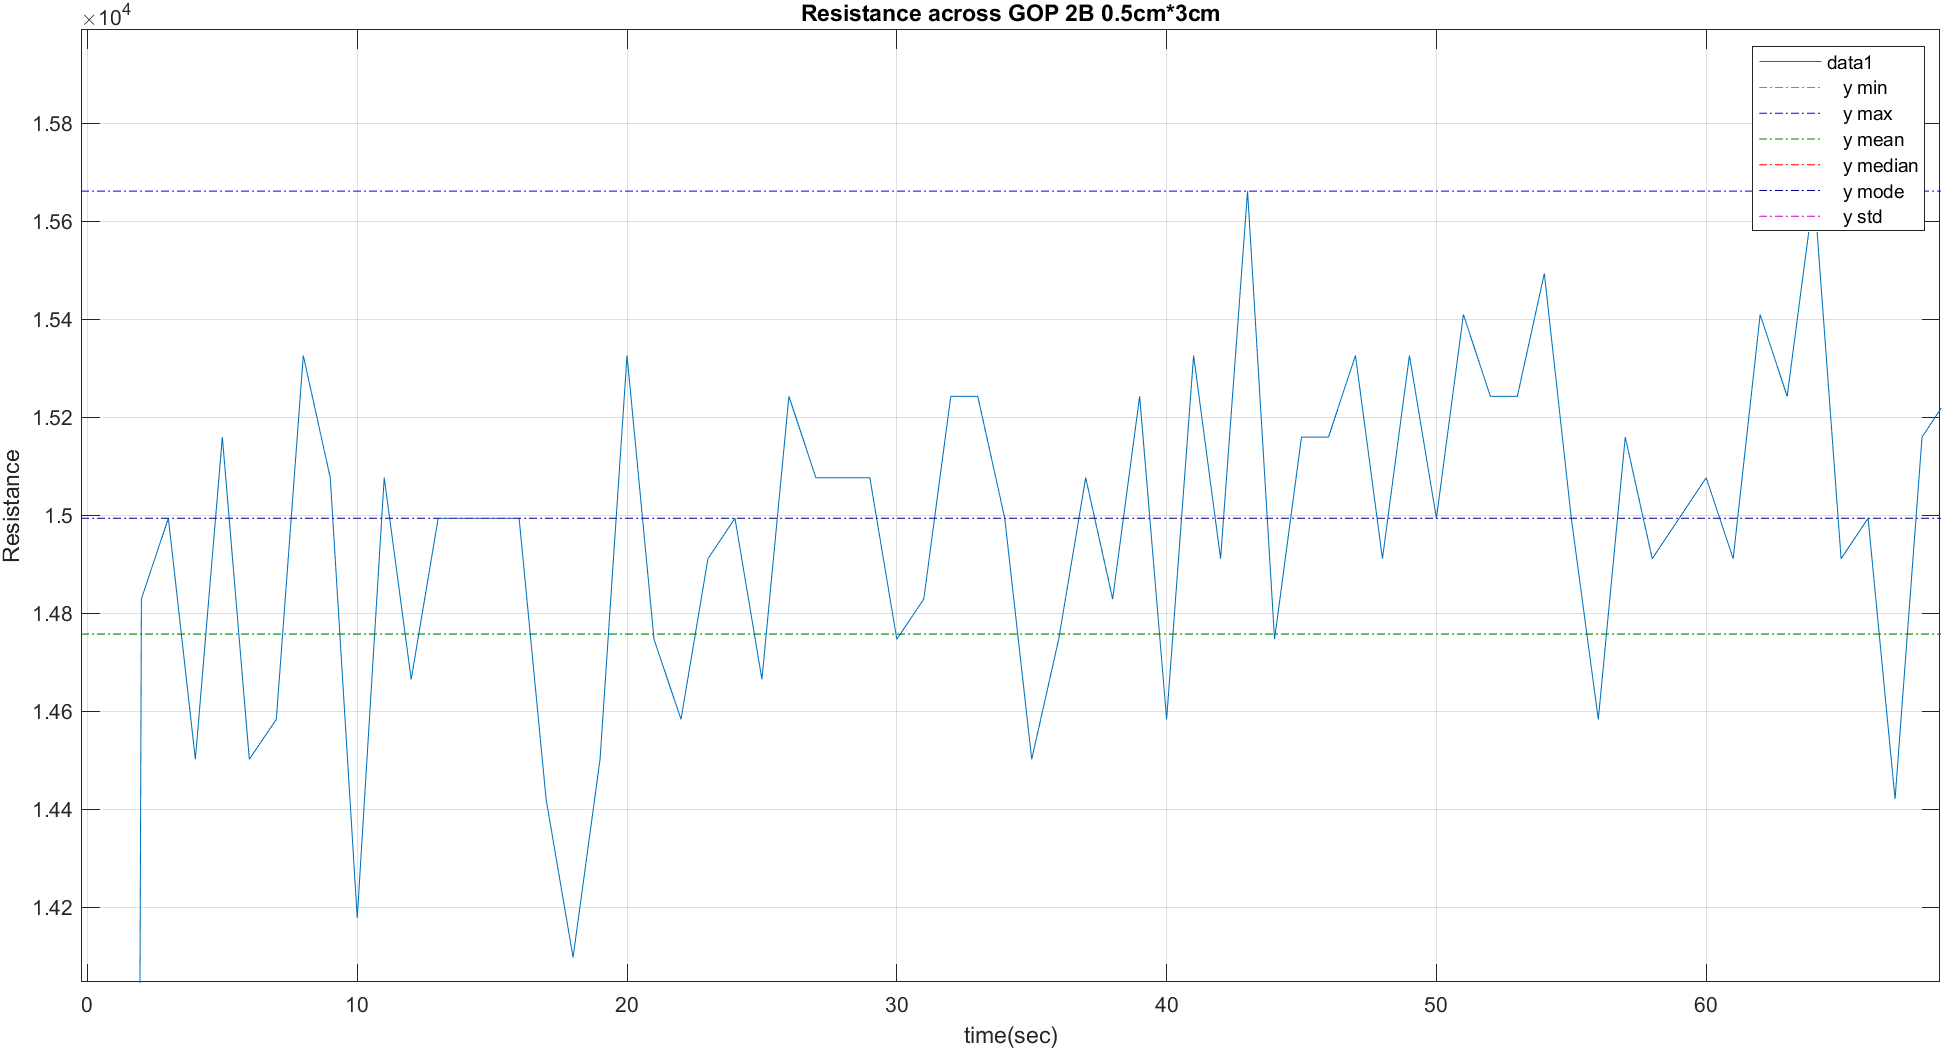 Resistance across GOP 2B 0.5cm*3cm
×10⁴
data1
y min
y max
y mean
y median
y mode
y std
1.58
1.56
1.54
1.52
1.5
1.48
1.46
1.44
1.42
Resistance
0 10 20 30 40 50 60
time(sec)